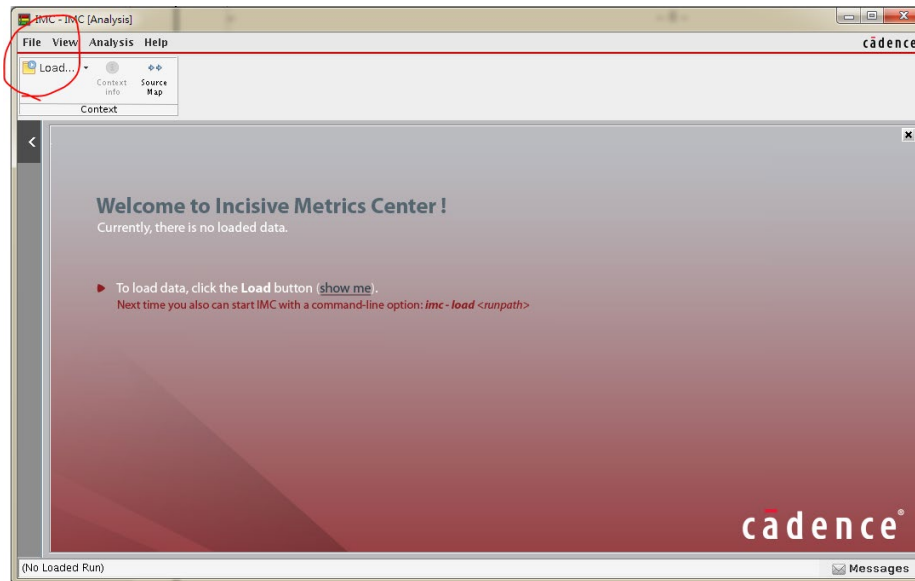 IMC - IMC [Analysis]
File View Analysis Help
cādence
Load...
Context info
Source Map
Context
Welcome to Incisive Metrics Center !
Currently, there is no loaded data.
To load data, click the Load button (show me).
Next time you also can start IMC with a command-line option: imc - load <runpath>
cādence®
(No Loaded Run)
Messages